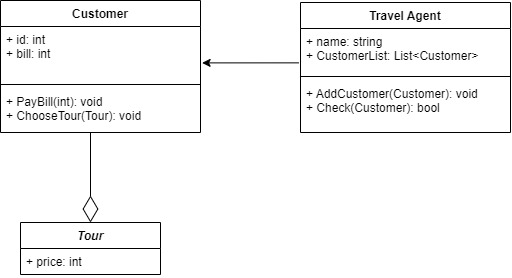 Customer
+ id: int
+ bill: int
+ PayBill(int): void
+ ChooseTour(Tour): void
Travel Agent
+ name: string
+ CustomerList: List<Customer>
+ AddCustomer(Customer): void
+ Check(Customer): bool
Tour
+ price: int